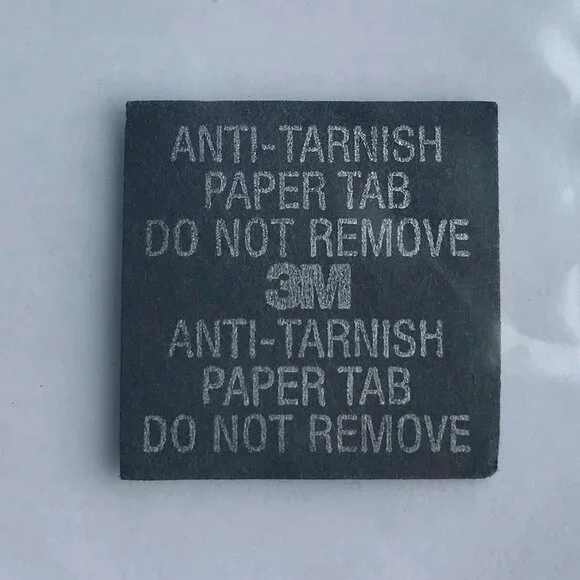 ANTI-TARNISH
PAPER TAB
DO NOT REMOVE
3M
ANTI-TARNISH
PAPER TAB
DO NOT REMOVE